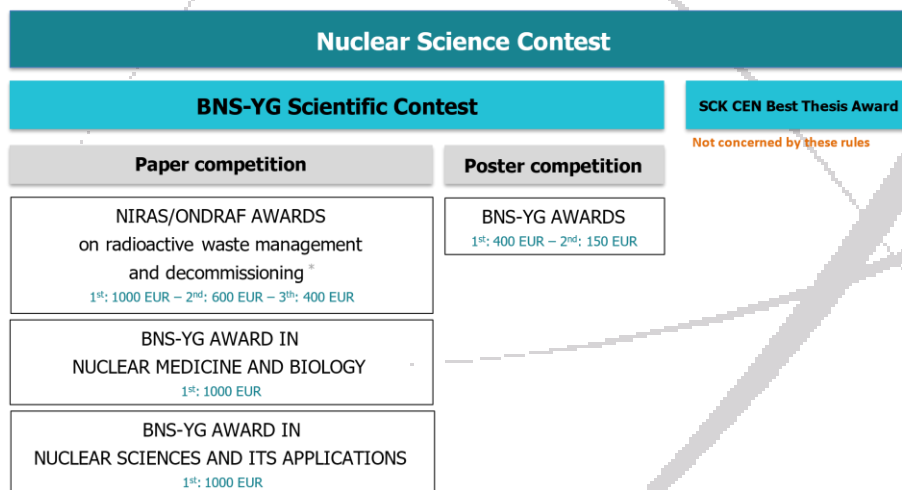 Nuclear Science Contest
BNS-YG Scientific Contest
SCK CEN Best Thesis Award
Not concerned by these rules
Paper competition
Poster competition
NIRAS/ONDRAF AWARDS
on radioactive waste management
and decommissioning *
1st: 1000 EUR – 2nd: 600 EUR – 3th: 400 EUR
BNS-YG AWARDS
1st: 400 EUR – 2nd: 150 EUR
BNS-YG AWARD IN
NUCLEAR MEDICINE AND BIOLOGY
1st: 1000 EUR
BNS-YG AWARD IN
NUCLEAR SCIENCES AND ITS APPLICATIONS
1st: 1000 EUR